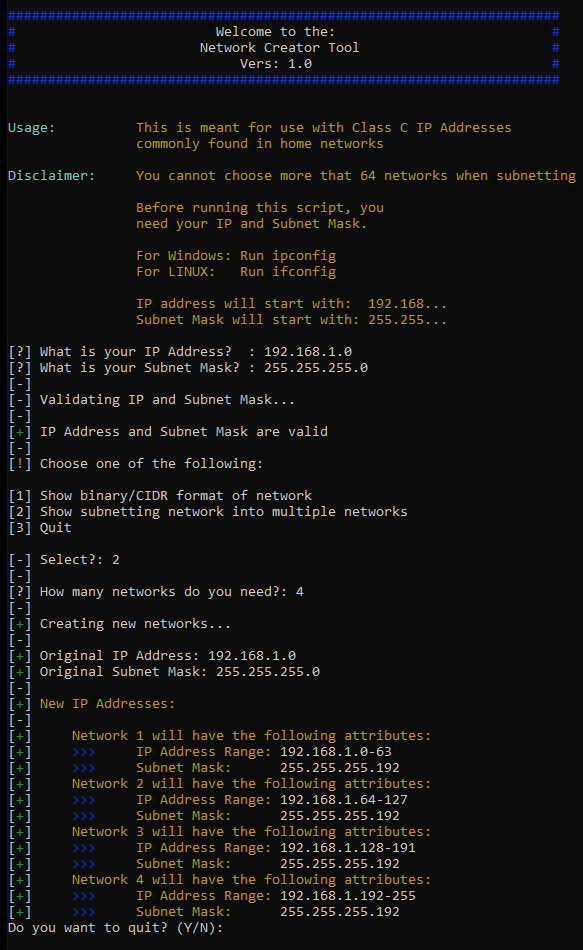 ######################################################################
# Welcome to the: #
# Network Creator Tool #
# Vers: 1.0 #
######################################################################
Usage: This is meant for use with Class C IP Addresses
commonly found in home networks
Disclaimer: You cannot choose more that 64 networks when subnetting
Before running this script, you
need your IP and Subnet Mask.
For Windows: Run ipconfig
For LINUX: Run ifconfig
IP address will start with: 192.168...
Subnet Mask will start with: 255.255...
[?] What is your IP Address? : 192.168.1.0
[?] What is your Subnet Mask? : 255.255.255.0
[-]
[-] Validating IP and Subnet Mask...
[-]
[+] IP Address and Subnet Mask are valid
[-]
[!] Choose one of the following:
[1] Show binary/CIDR format of network
[2] Show subnetting network into multiple networks
[3] Quit
[-] Select?: 2
[-]
[?] How many networks do you need?: 4
[-]
[+] Creating new networks...
[-]
[+] Original IP Address: 192.168.1.0
[+] Original Subnet Mask: 255.255.255.0
[-]
[+] New IP Addresses:
[-]
[+] Network 1 will have the following attributes:
[+] >>> IP Address Range: 192.168.1.0-63
[+] >>> Subnet Mask: 255.255.255.192
[+] Network 2 will have the following attributes:
[+] >>> IP Address Range: 192.168.1.64-127
[+] >>> Subnet Mask: 255.255.255.192
[+] Network 3 will have the following attributes:
[+] >>> IP Address Range: 192.168.1.128-191
[+] >>> Subnet Mask: 255.255.255.192
[+] Network 4 will have the following attributes:
[+] >>> IP Address Range: 192.168.1.192-255
[+] >>> Subnet Mask: 255.255.255.192
Do you want to quit? (Y/N):